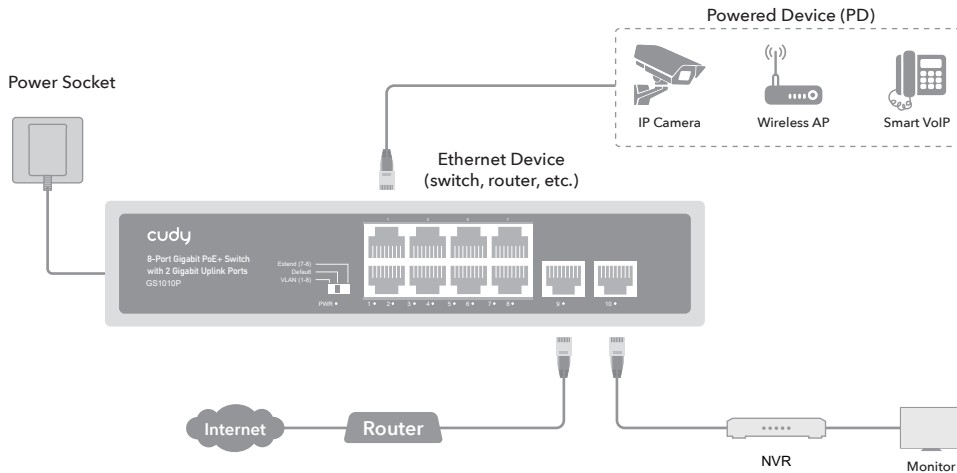 Powered Device (PD)
Power Socket
IP Camera
Wireless AP
Smart VoIP
Ethernet Device
(switch, router, etc.)
cudy
8-Port Gigabit PoE+ Switch
with 2 Gigabit Uplink Ports
GS1010P
Extend (7-8)
Default
VLAN (1-8)
PWR
1 2 3 4 5 6 7 8 9 10
Internet
Router
NVR
Monitor